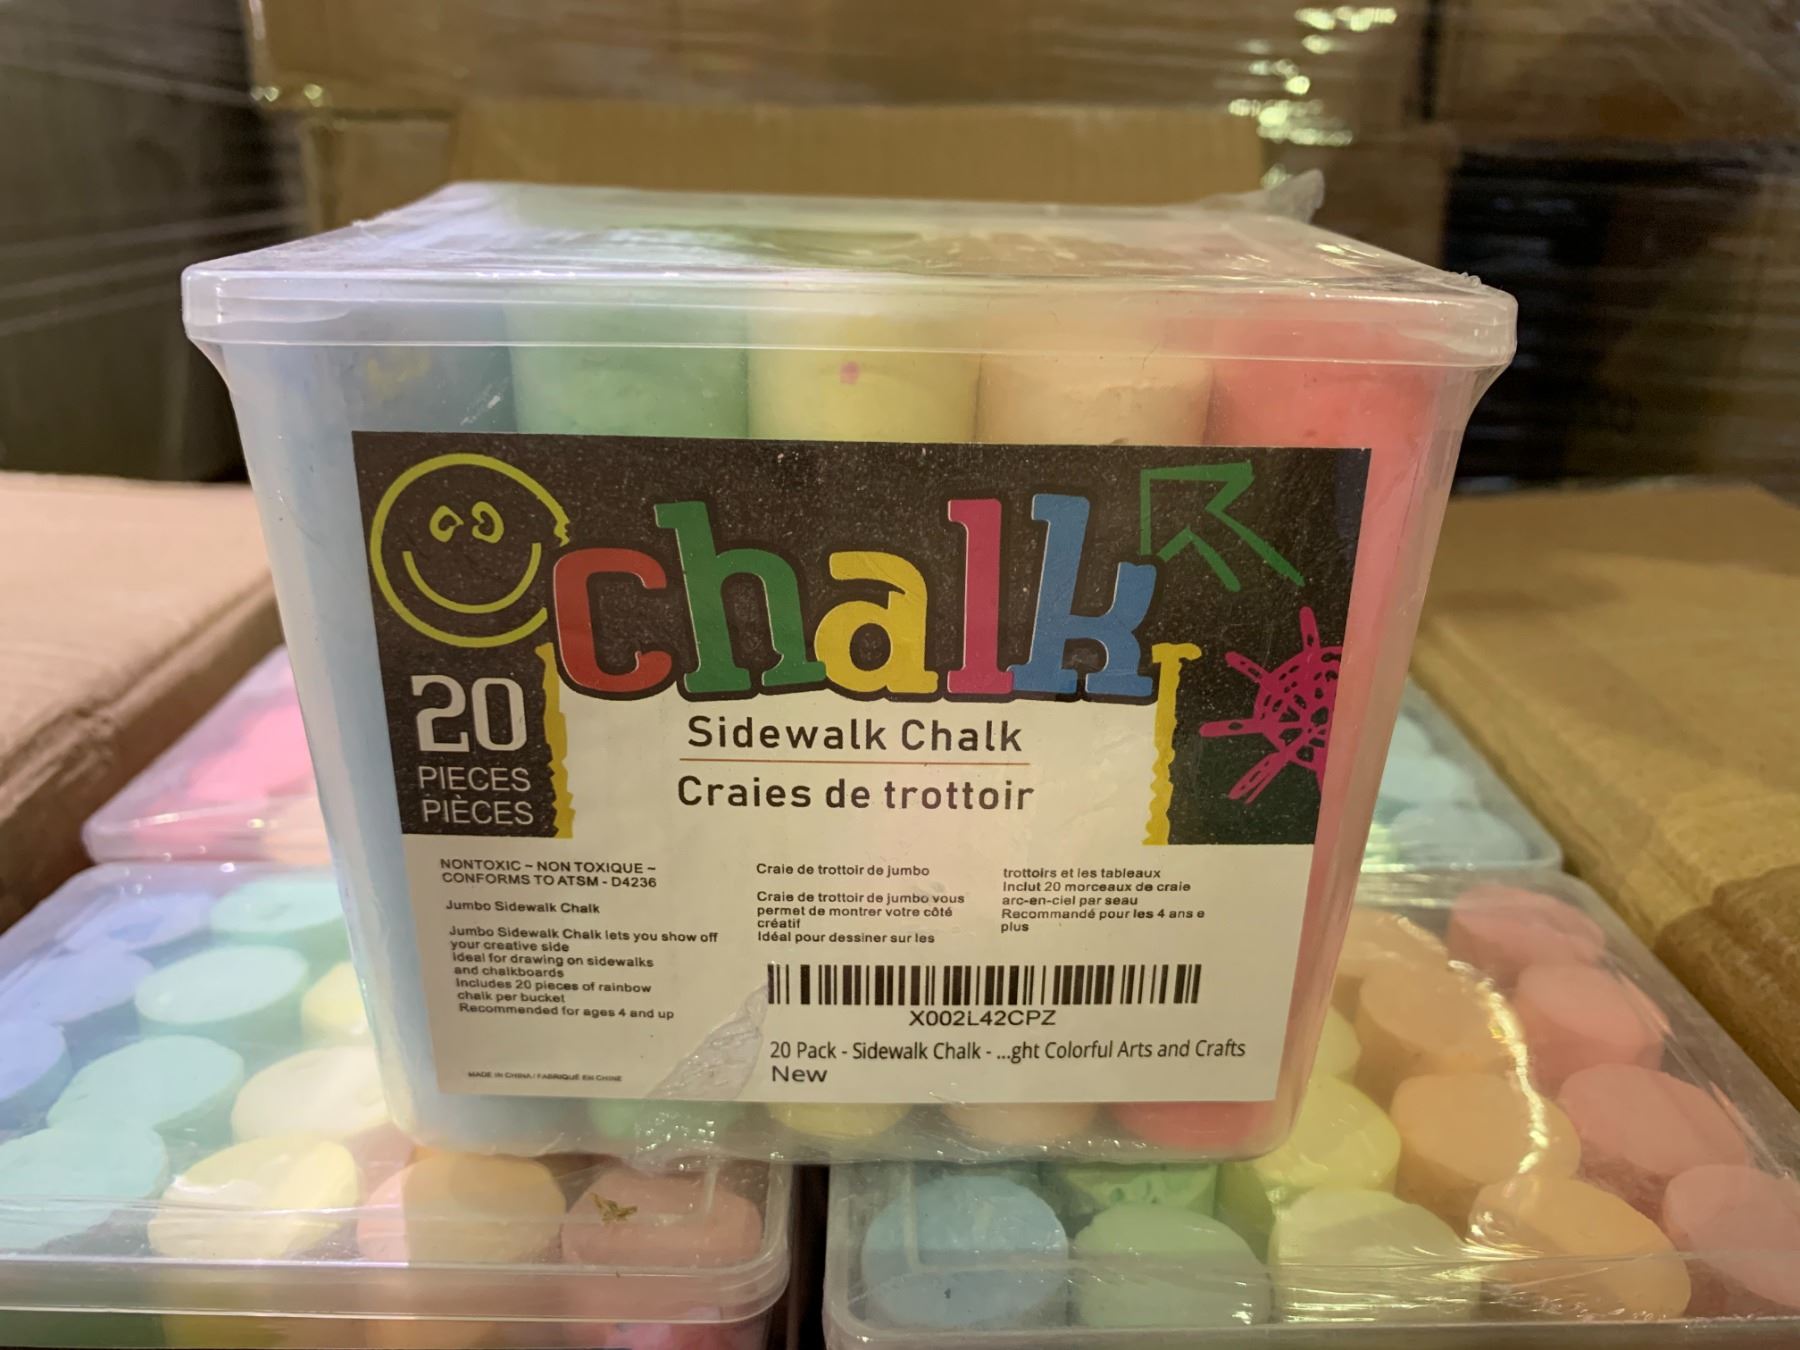 chalk
20
PIECES
PIÈCES
Sidewalk Chalk
Craies de trottoir
NONTOXIC ~ NON TOXIQUE ~
CONFORMS TO ATSM - D4236
Jumbo Sidewalk Chalk
Jumbo Sidewalk Chalk lets you show off
your creative side
Ideal for drawing on sidewalks
and chalkboards
Includes 20 pieces of rainbow
chalk per bucket
Recommended for ages 4 and up
MADE IN CHINA / FABRIQUÉ EN CHINE
Craie de trottoir de jumbo
Craie de trottoir de jumbo vous
permet de montrer votre côté
créatif
Idéal pour dessiner sur les
trottoirs et les tableaux
Inclut 20 morceaux de craie
arc-en-ciel par seau
Recommandé pour les 4 ans e
plus
X002L42CPZ
20 Pack - Sidewalk Chalk - ...ght Colorful Arts and Crafts
New